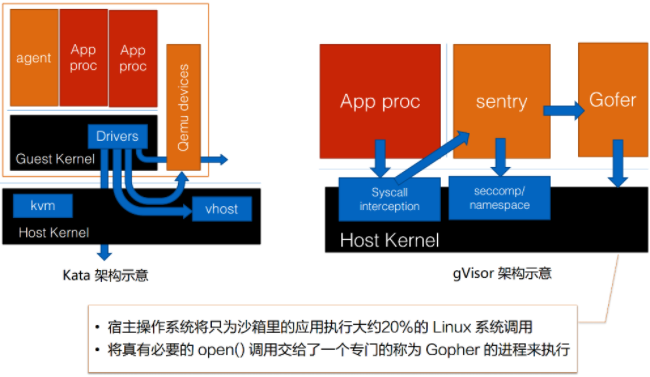 agent
App
proc
App
proc
Qemu devices
Drivers
Guest Kernel
kvm
vhost
Host Kernel
Kata 架构示意
App proc
sentry
Gofer
Syscall
interception
seccomp/
namespace
Host Kernel
gVisor 架构示意
• 宿主操作系统将只为沙箱里的应用执行大约20%的 Linux 系统调用
• 将真有必要的 open() 调用交给了一个专门的称为 Gopher 的进程来执行